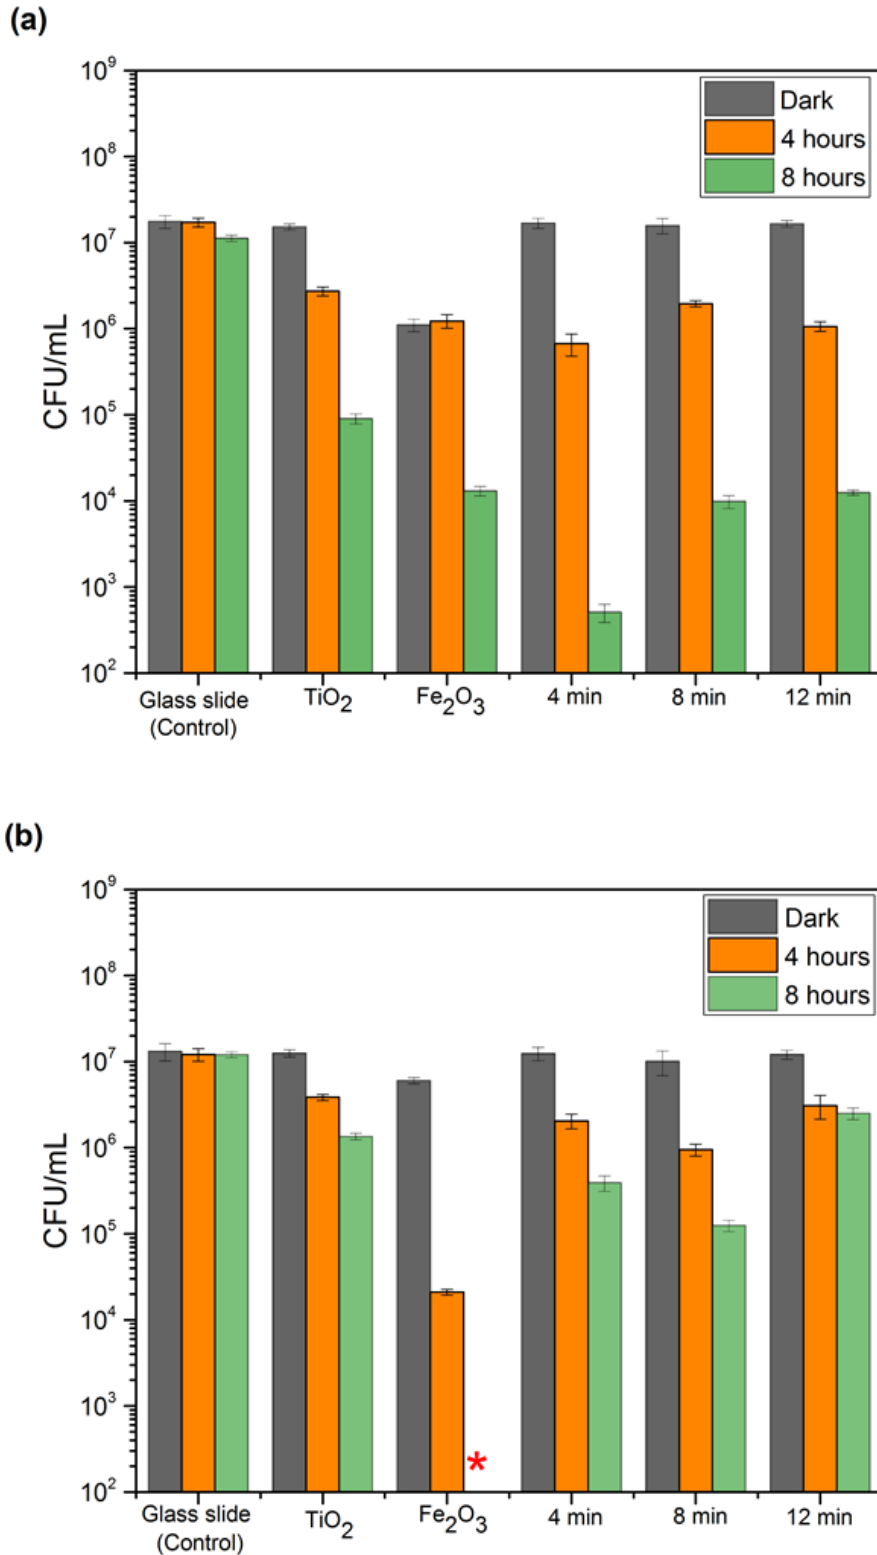 (a)
10⁹
10⁸
10⁷
10⁶
10⁵
10⁴
10³
10²
CFU/mL
Dark
4 hours
8 hours
Glass slide
(Control)
TiO₂
Fe₂O₃
4 min
8 min
12 min
(b)
10⁹
10⁸
10⁷
10⁶
10⁵
10⁴
10³
10²
CFU/mL
Dark
4 hours
8 hours
*
Glass slide
(Control)
TiO₂
Fe₂O₃
4 min
8 min
12 min